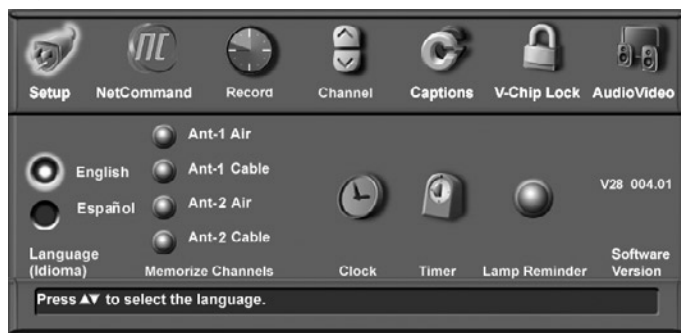 NC
Setup NetCommand Record Channel Captions V-Chip Lock AudioVideo
Ant-1 Air
English Ant-1 Cable
V28 004.01
Español Ant-2 Air
Ant-2 Cable
Language
(Idioma) Memorize Channels Clock Timer Lamp Reminder Software
Version
Press ▲▼ to select the language.